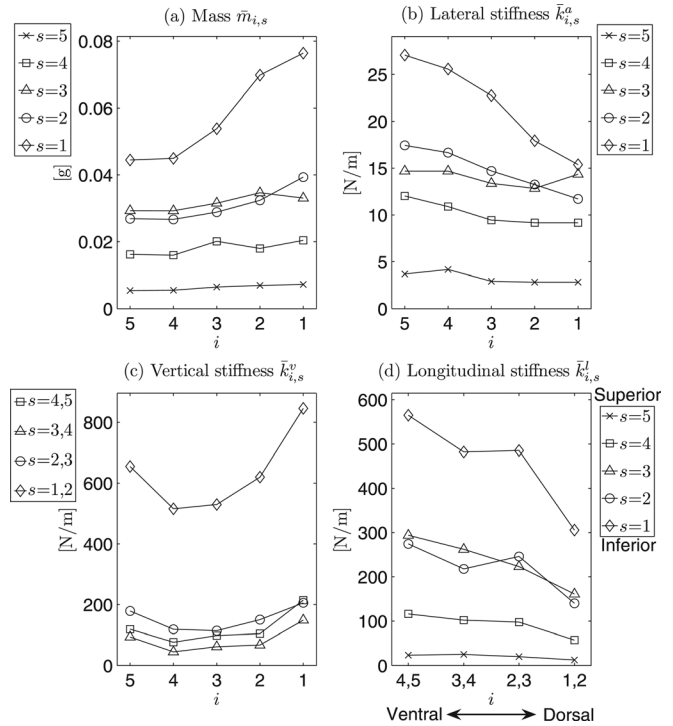 (a) Mass m̄ᵢ,ₛ
s=5
s=4
s=3
s=2
s=1
0.08
0.06
0.04
0.02
0
[g]
5 4 3 2 1
i
(b) Lateral stiffness k̄ᵃᵢ,ₛ
25
20
15
10
5
0
[N/m]
5 4 3 2 1
i
s=5
s=4
s=3
s=2
s=1
(c) Vertical stiffness k̄ᵛᵢ,ₛ
s=4,5
s=3,4
s=2,3
s=1,2
800
600
400
200
0
[N/m]
5 4 3 2 1
i
(d) Longitudinal stiffness k̄ˡᵢ,ₛ
600
500
400
300
200
100
0
[N/m]
4,5 3,4 2,3 1,2
i
Superior
s=5
s=4
s=3
s=2
s=1
Inferior
Ventral Dorsal